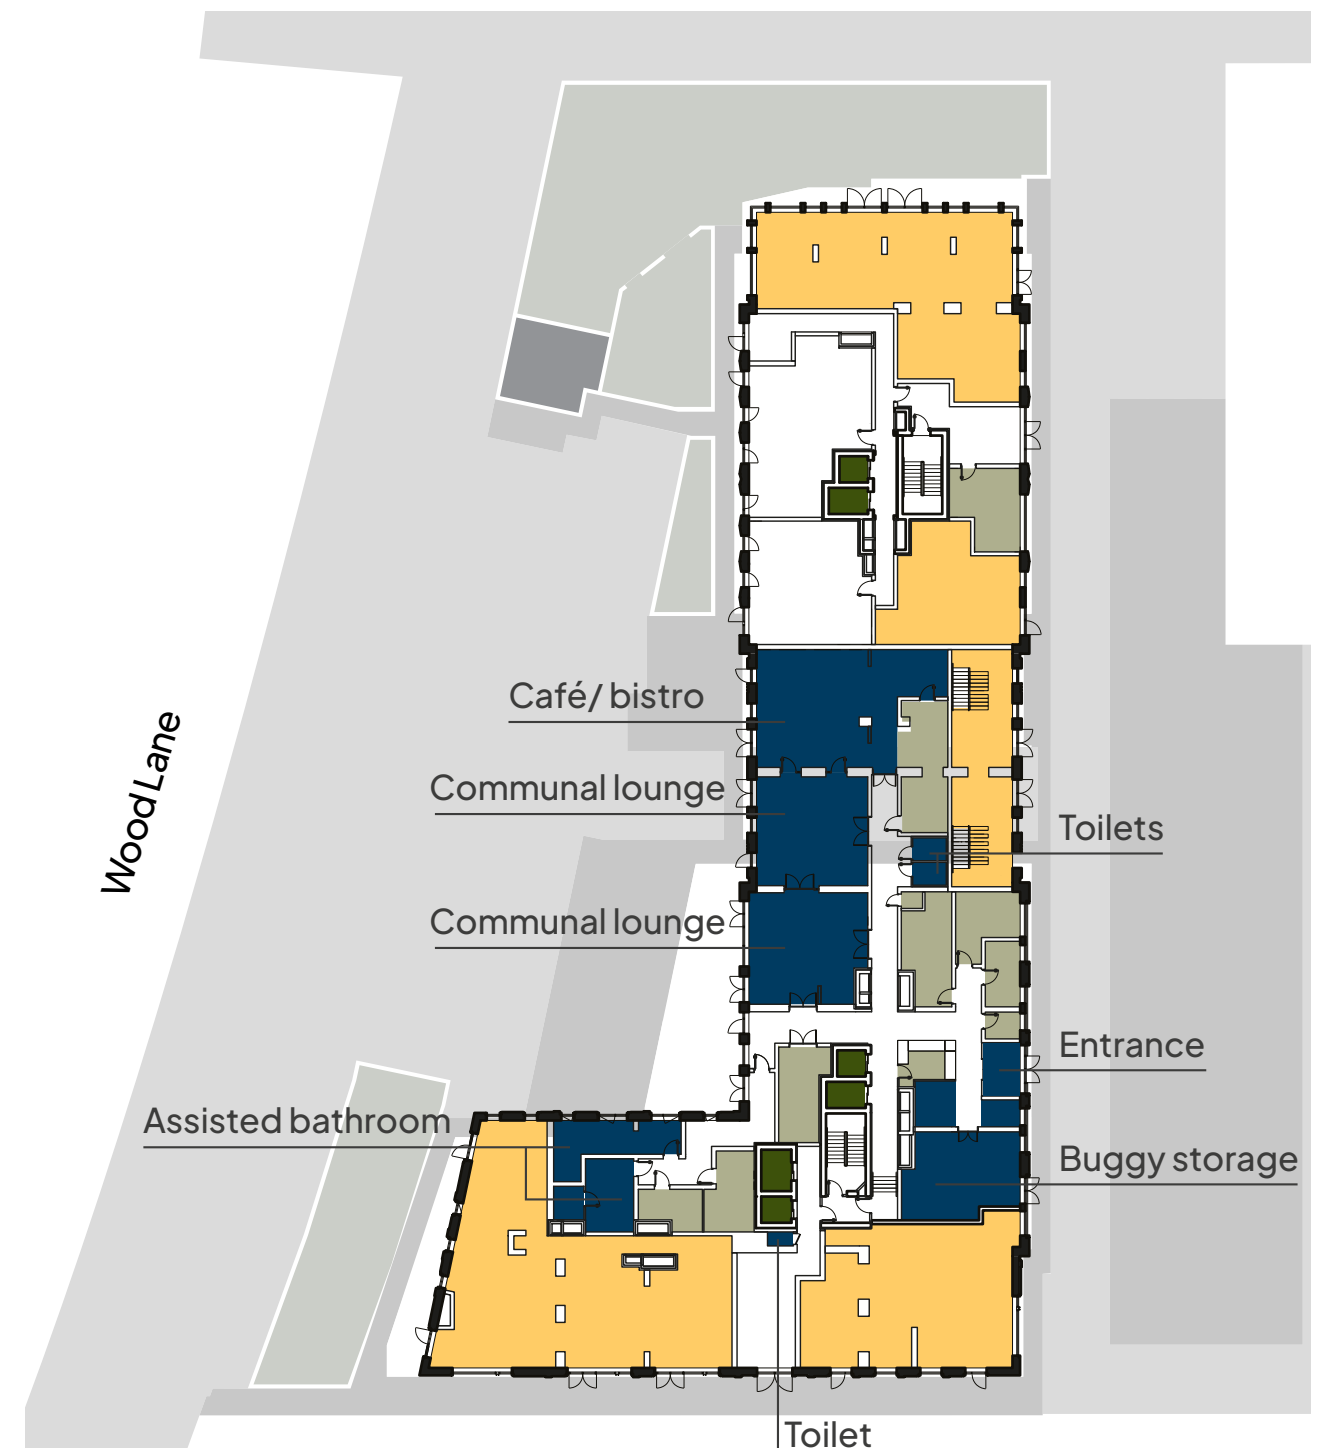 Café/ bistro
Communal lounge
Wood Lane
Toilets
Communal lounge
Entrance
Assisted bathroom
Buggy storage
Toilet